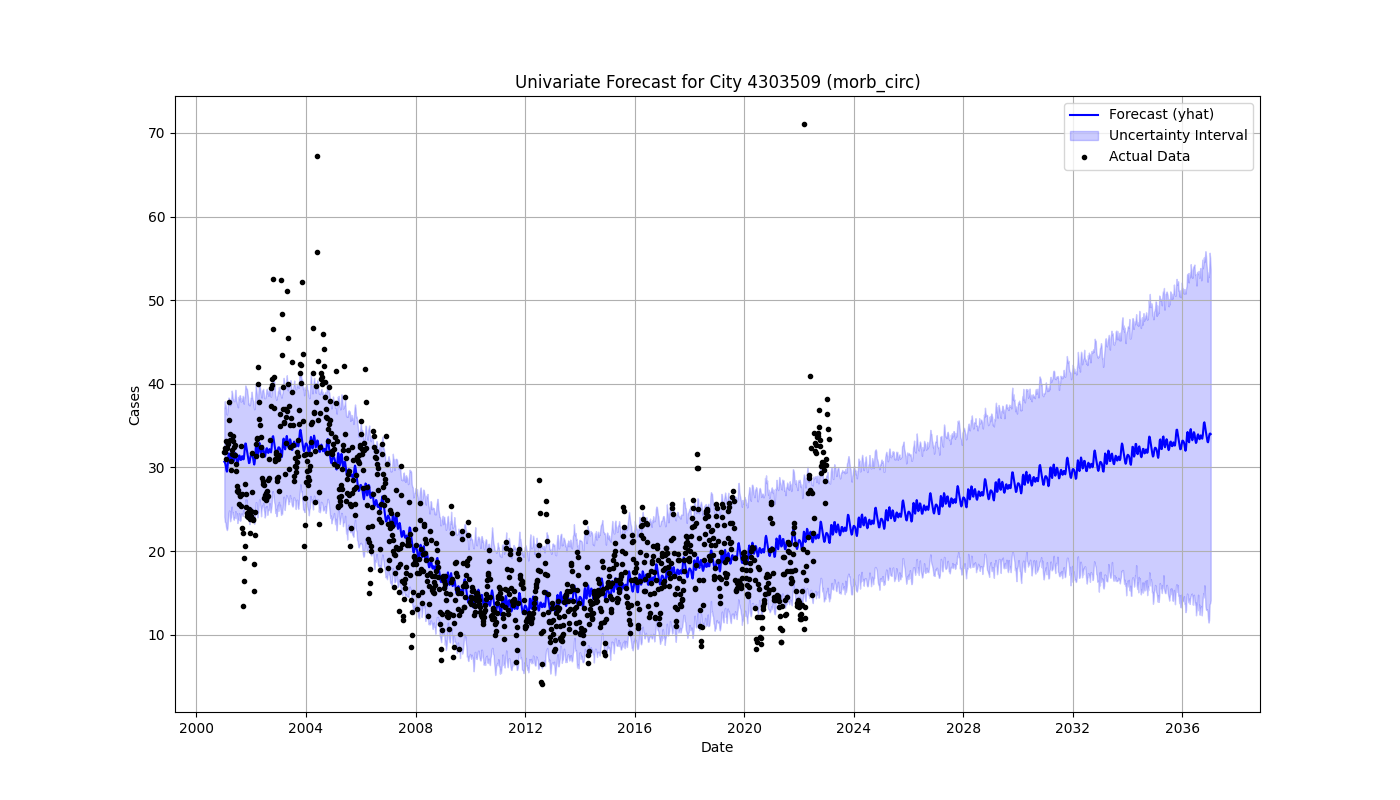 Univariate Forecast for City 4303509 (morb_circ)
Forecast (yhat)
Uncertainty Interval
Actual Data
Cases
70
60
50
40
30
20
10
2000 2004 2008 2012 2016 2020 2024 2028 2032 2036
Date